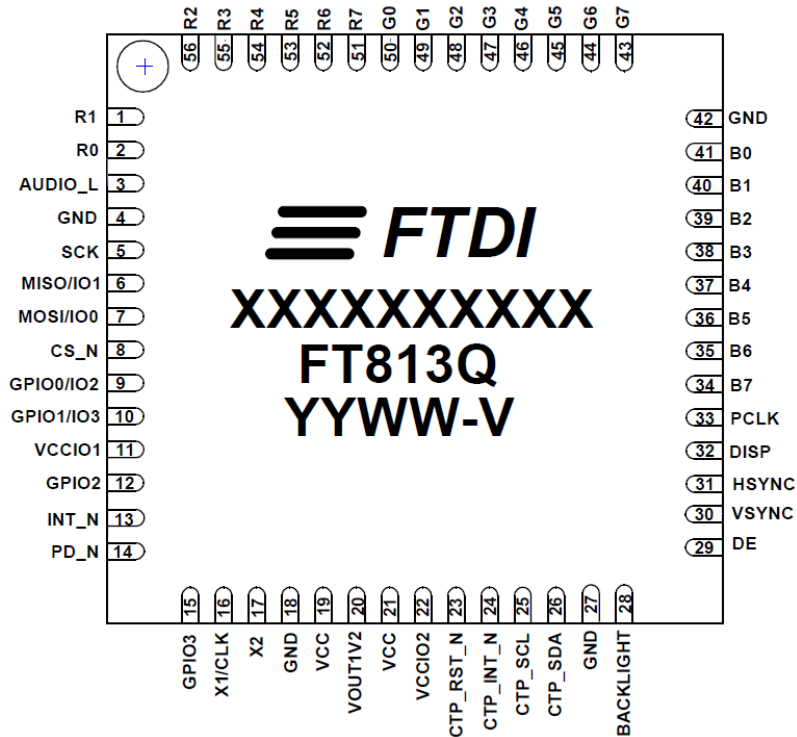 R2 R3 R4 R5 R6 R7 G0 G1 G2 G3 G4 G5 G6 G7
56 55 54 53 52 51 50 49 48 47 46 45 44 43
R1 1
R0 2
AUDIO_L 3
GND 4
SCK 5
MISO/IO1 6
MOSI/IO0 7
CS_N 8
GPIO0/IO2 9
GPIO1/IO3 10
VCCIO1 11
GPIO2 12
INT_N 13
PD_N 14
FTDI
XXXXXXXXXX
FT813Q
YYWW-V
42 GND
41 B0
40 B1
39 B2
38 B3
37 B4
36 B5
35 B6
34 B7
33 PCLK
32 DISP
31 HSYNC
30 VSYNC
29 DE
15 16 17 18 19 20 21 22 23 24 25 26 27 28
GPIO3 X1/CLK X2 GND VCC VOUT1V2 VCC VCCIO2 CTP_RST_N CTP_INT_N CTP_SCL CTP_SDA GND BACKLIGHT